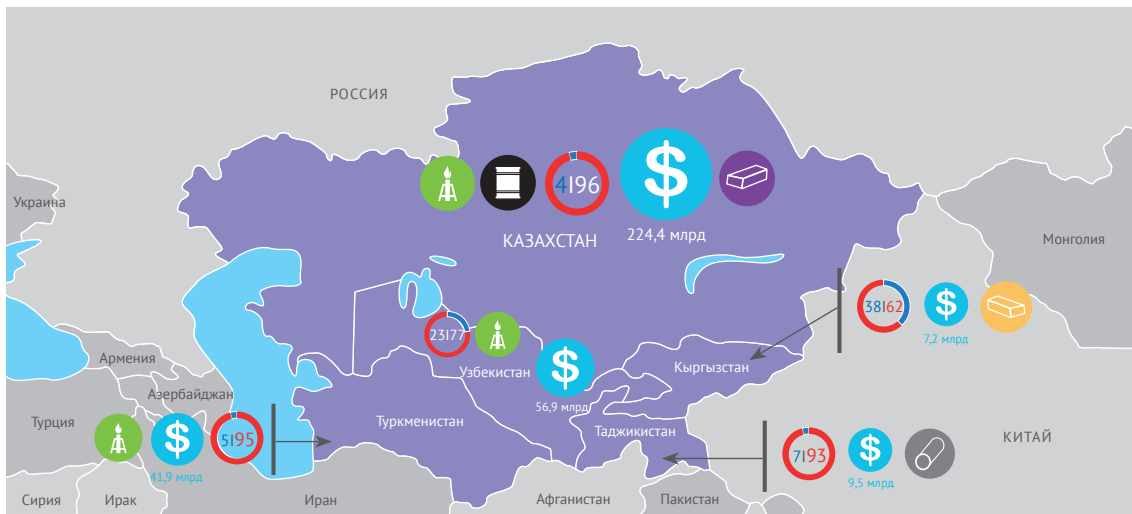 РОССИЯ
Украина
4|96
$
224,4 млрд
КАЗАХСТАН
Монголия
38|62
$
7,2 млрд
23|77
Узбекистан
$
56,9 млрд
Кыргызстан
Армения
Азербайджан
Турция
$
41,9 млрд
5|95
Туркменистан
Таджикистан
7|93
$
9,5 млрд
КИТАЙ
Сирия
Ирак
Иран
Афганистан
Пакистан